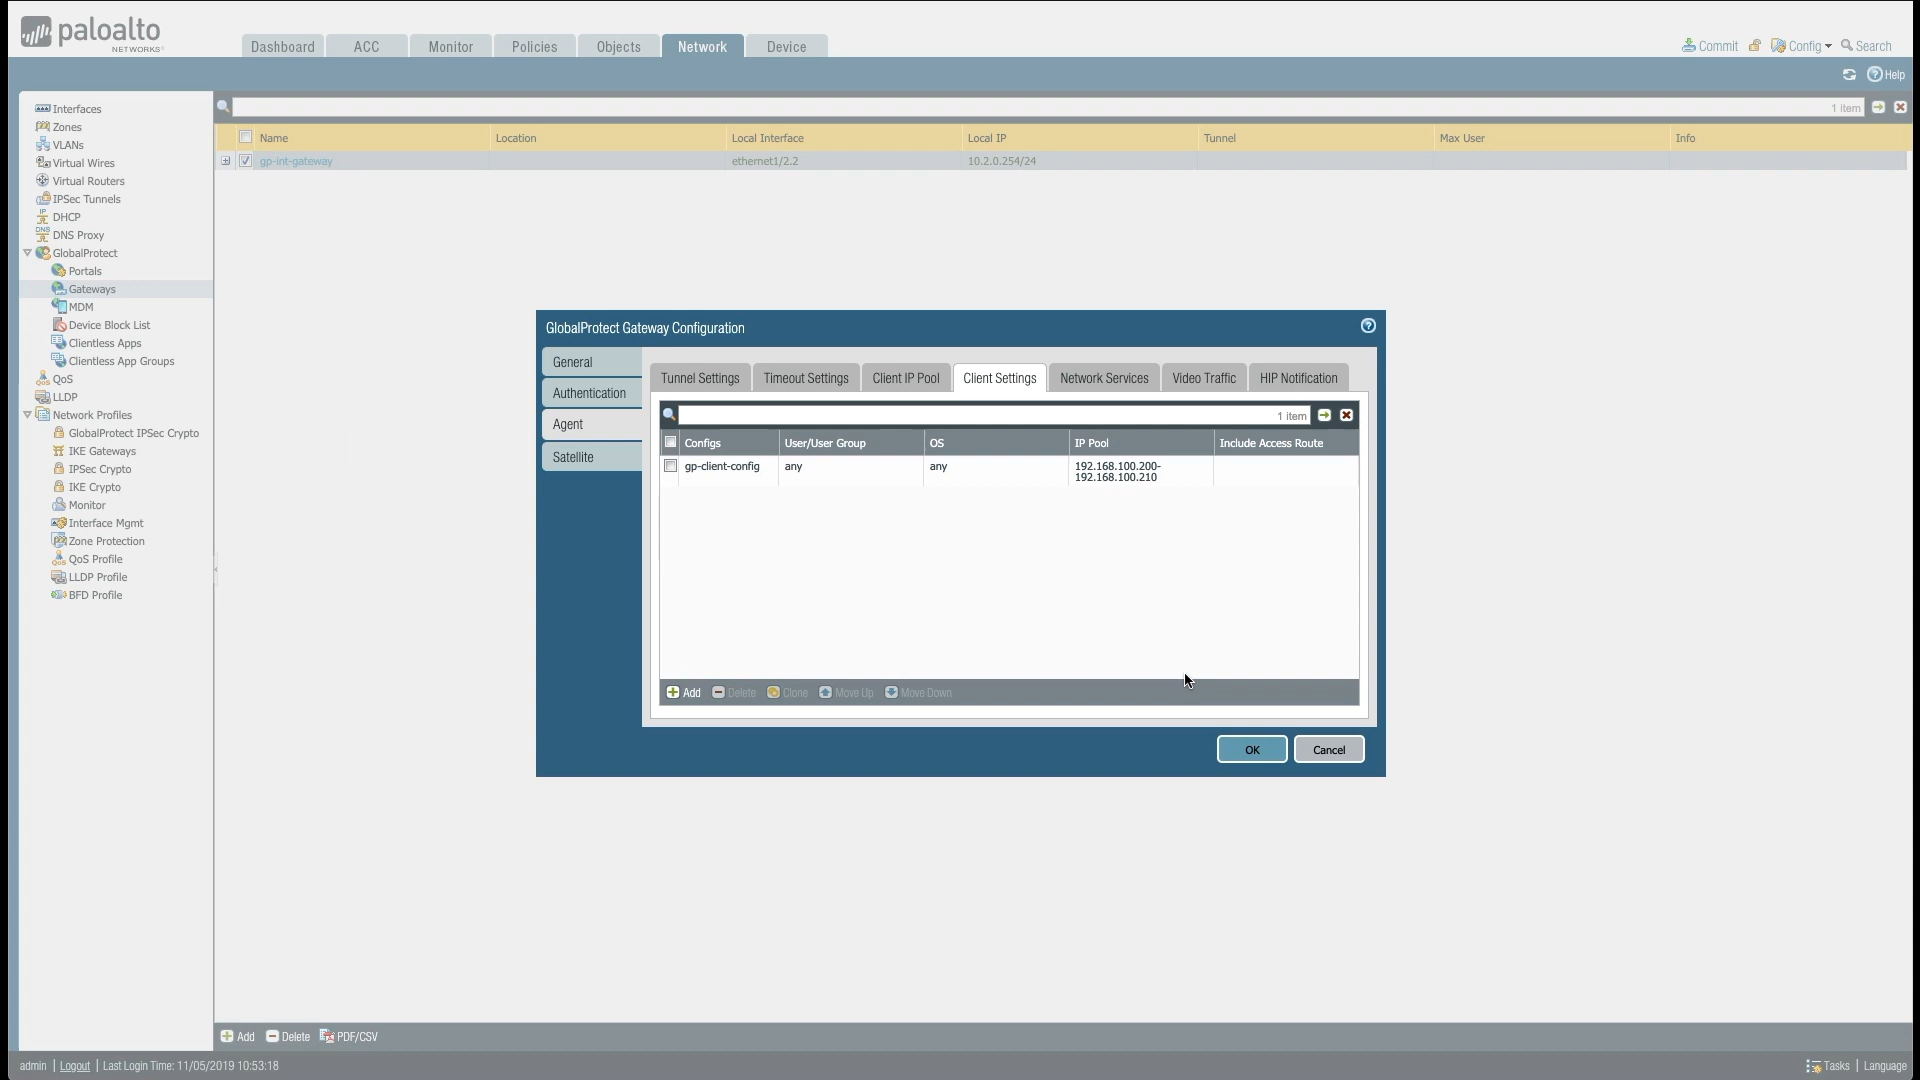 paloalto
NETWORKS
Dashboard ACC Monitor Policies Objects Network Device
Commit Config Search
Help
Interfaces
Zones
VLANs
Virtual Wires
Virtual Routers
IPSec Tunnels
DHCP
DNS Proxy
GlobalProtect
Portals
Gateways
MDM
Device Block List
Clientless Apps
Clientless App Groups
QoS
LLDP
Network Profiles
GlobalProtect IPSec Crypto
IKE Gateways
IPSec Crypto
IKE Crypto
Monitor
Interface Mgmt
Zone Protection
QoS Profile
LLDP Profile
BFD Profile
1 item
Name Location Local Interface Local IP Tunnel Max User Info
gp-int-gateway ethernet1/2.2 10.2.0.254/24
GlobalProtect Gateway Configuration
General
Authentication
Agent
Satellite
Tunnel Settings Timeout Settings Client IP Pool Client Settings Network Services Video Traffic HIP Notification
1 item
Configs User/User Group OS IP Pool Include Access Route
gp-client-config any any 192.168.100.200-
192.168.100.210
Add Delete Clone Move Up Move Down
OK Cancel
Add Delete PDF/CSV
admin | Logout | Last Login Time: 11/05/2019 10:53:18
Tasks | Language